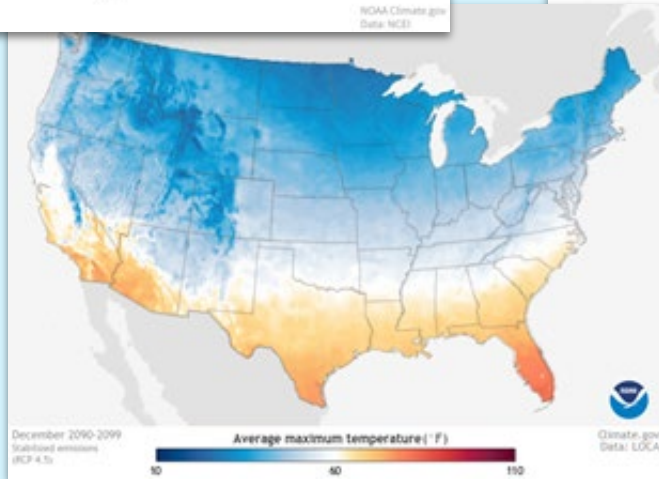 NOAA Climate.gov
Data: NCEI
December 2090-2099
Stabilized emissions
(RCP 4.5)
Average maximum temperature(°F)
10
60
110
NOAA
Climate.gov
Data: LOCA